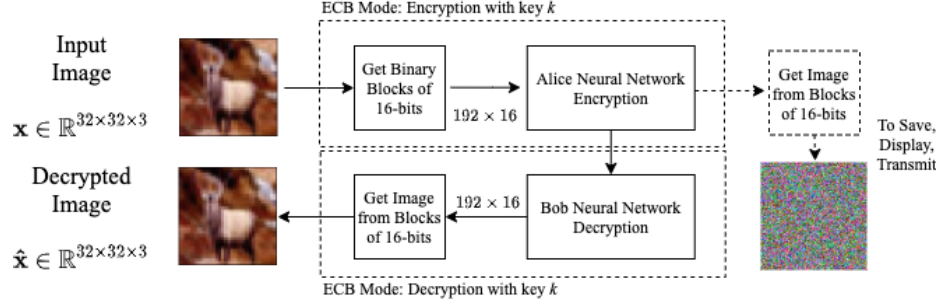 ECB Mode: Encryption with key k
Input
Image
x ∈ ℝ^{32×32×3}
Get Binary
Blocks of
16-bits
192 × 16
Alice Neural Network
Encryption
Get Image
from Blocks
of 16-bits
To Save,
Display,
Transmit
Decrypted
Image
x̂ ∈ ℝ^{32×32×3}
Get Image
from Blocks
of 16-bits
192 × 16
Bob Neural Network
Decryption
ECB Mode: Decryption with key k